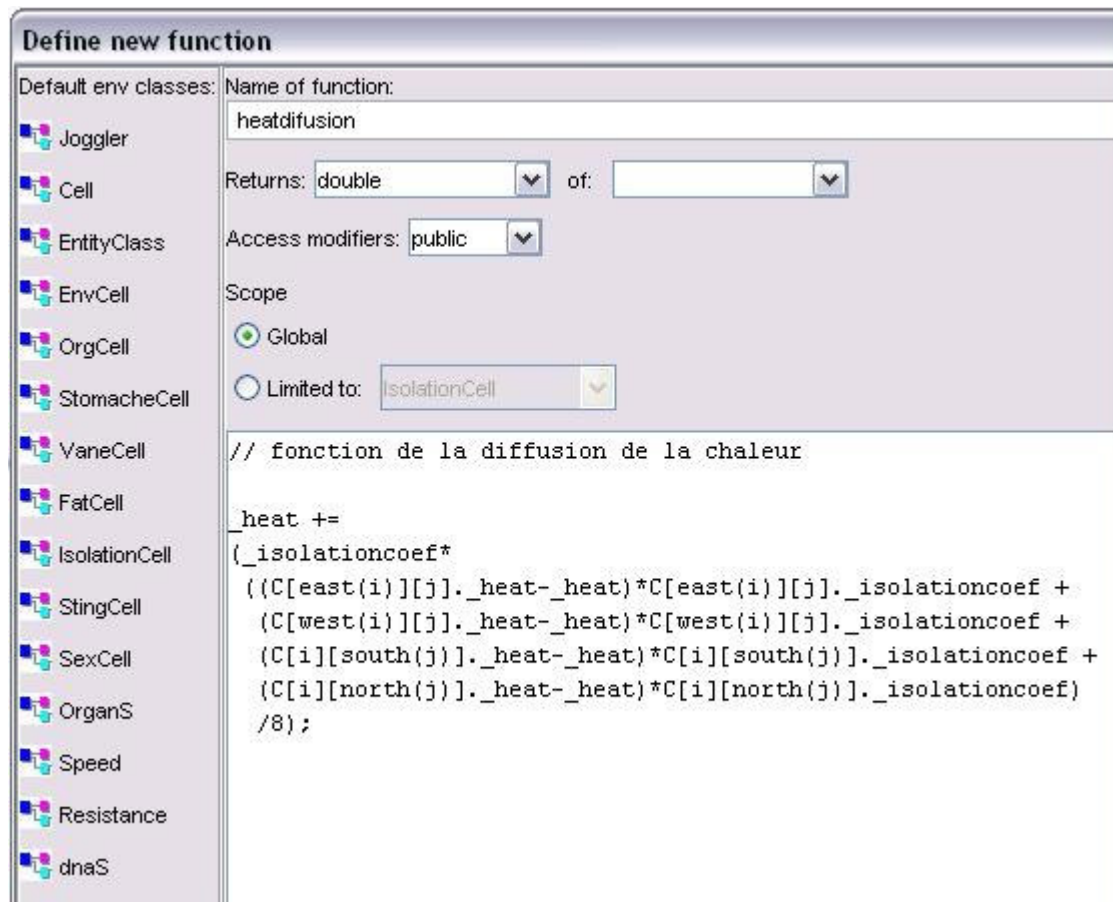 Define new function
Default env classes:
Joggler
Cell
EntityClass
EnvCell
OrgCell
StomacheCell
VaneCell
FatCell
IsolationCell
StingCell
SexCell
OrganS
Speed
Resistance
dnaS
Name of function:
heatdifusion
Returns: double of:
Access modifiers: public
Scope
Global
Limited to: IsolationCell
// fonction de la diffusion de la chaleur
_heat +=
(_isolationcoef*
((C[east(i)][j]._heat-_heat)*C[east(i)][j]._isolationcoef +
(C[west(i)][j]._heat-_heat)*C[west(i)][j]._isolationcoef +
(C[i][south(j)]._heat-_heat)*C[i][south(j)]._isolationcoef +
(C[i][north(j)]._heat-_heat)*C[i][north(j)]._isolationcoef)
/8);